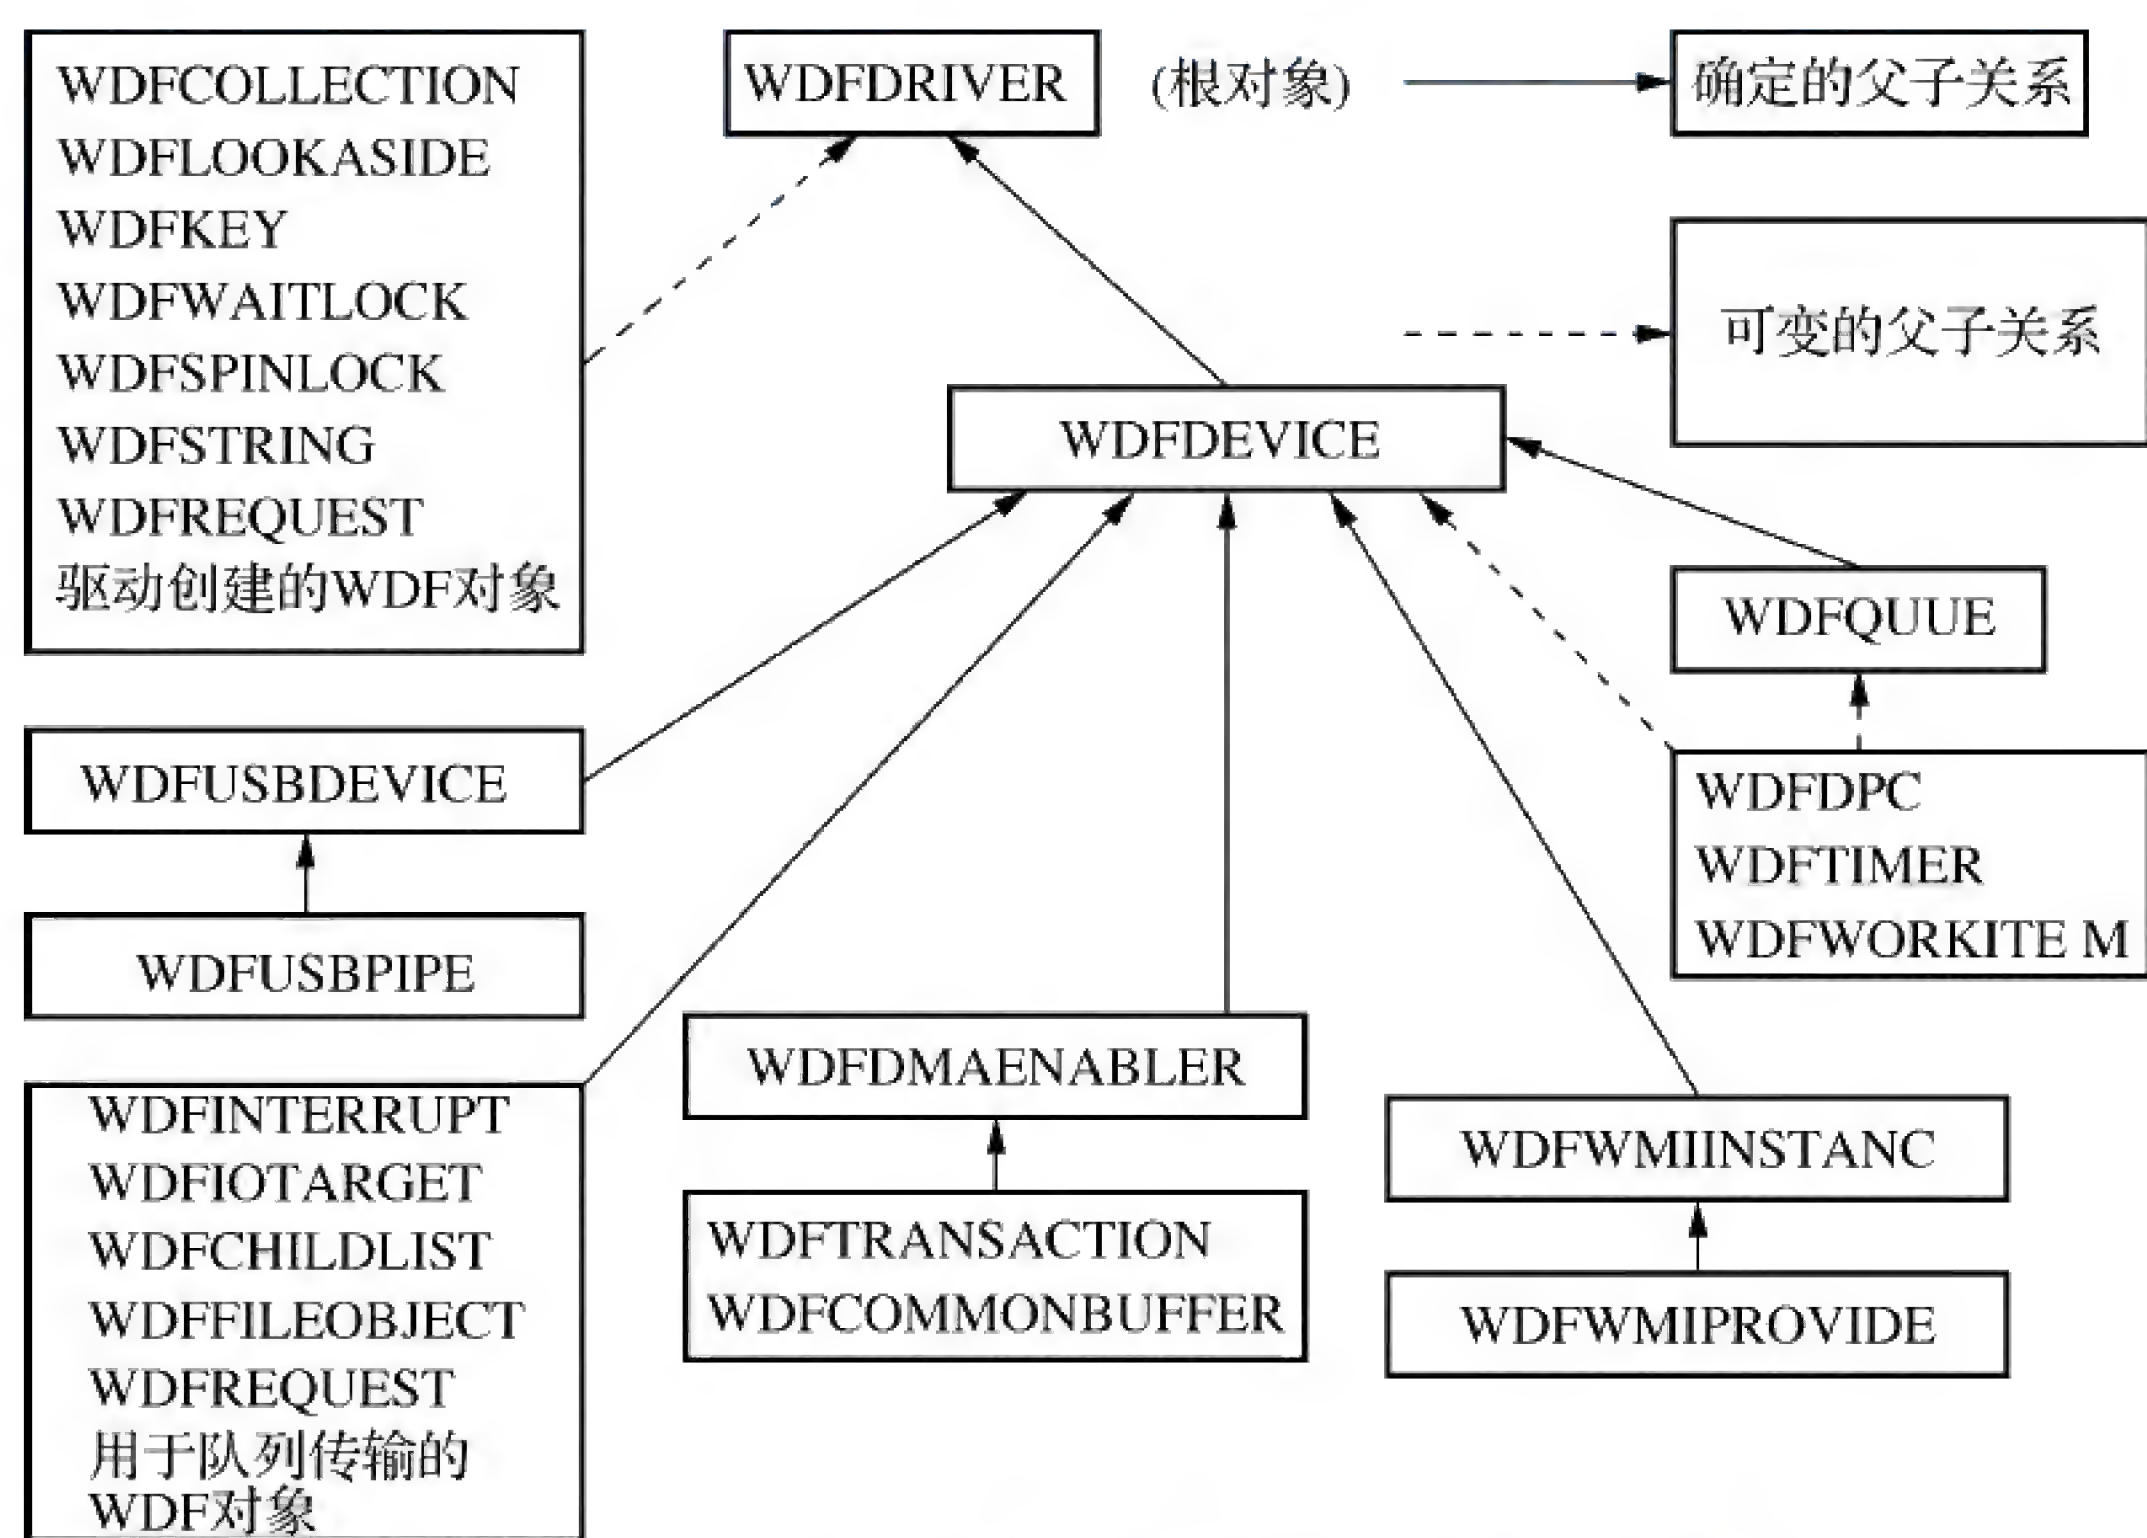 WDFCOLLECTION
WDFLOOKASIDE
WDFKEY
WDFWAITLOCK
WDFSPINLOCK
WDFSTRING
WDFREQUEST
驱动创建的WDF对象
WDFDRIVER
(根对象)
确定的父子关系
可变的父子关系
WDFDEVICE
WDFQUUE
WDFDPC
WDFTIMER
WDFWORKITE M
WDFUSBDEVICE
WDFUSBPIPE
WDFINTERRUPT
WDFIOTARGET
WDFCHILDLIST
WDFFILEOBJECT
WDFREQUEST
用于队列传输的
WDF对象
WDFDMAENABLER
WDFTRANSACTION
WDFCOMMONBUFFER
WDFWMIINSTANC
WDFWMIPROVIDE